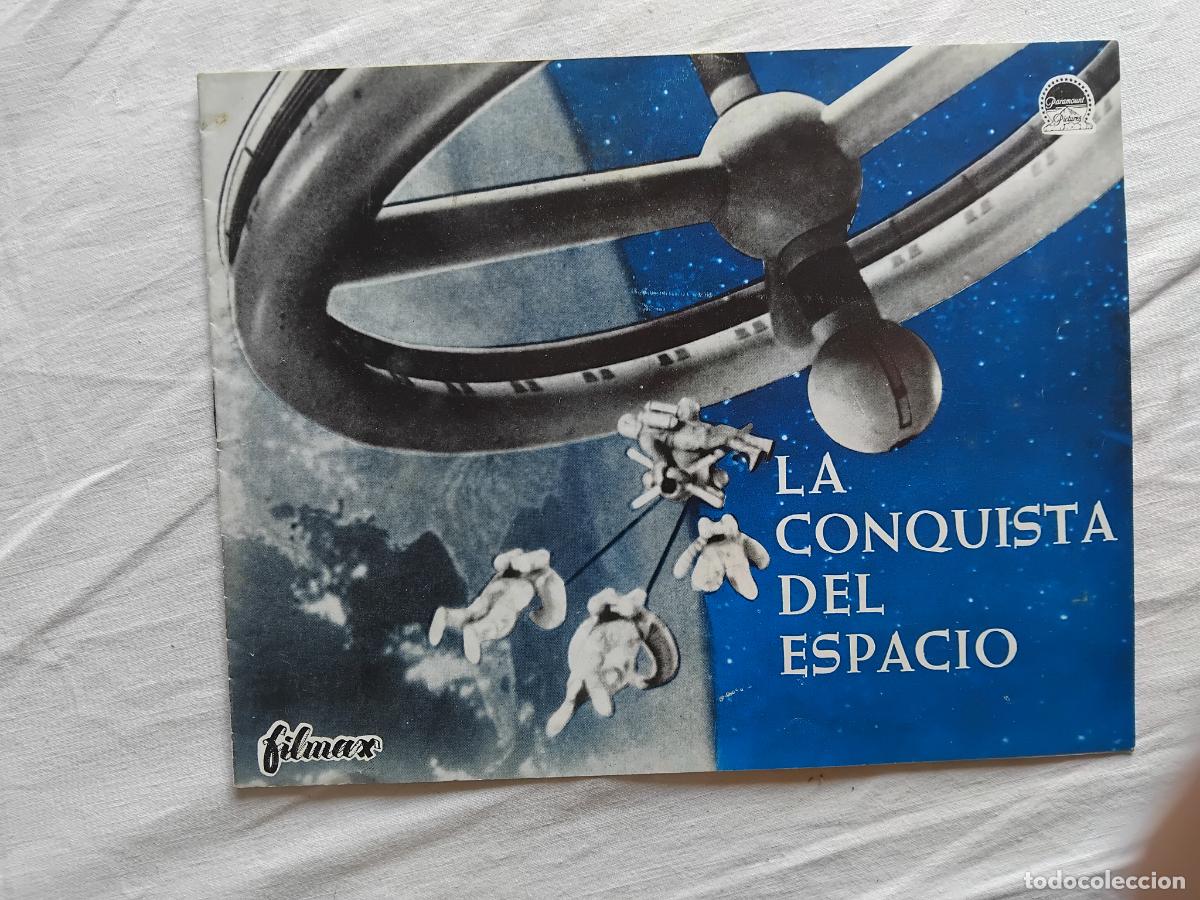 Paramount
Pictures
LA
CONQUISTA
DEL
ESPACIO
filmax
todocoleccion